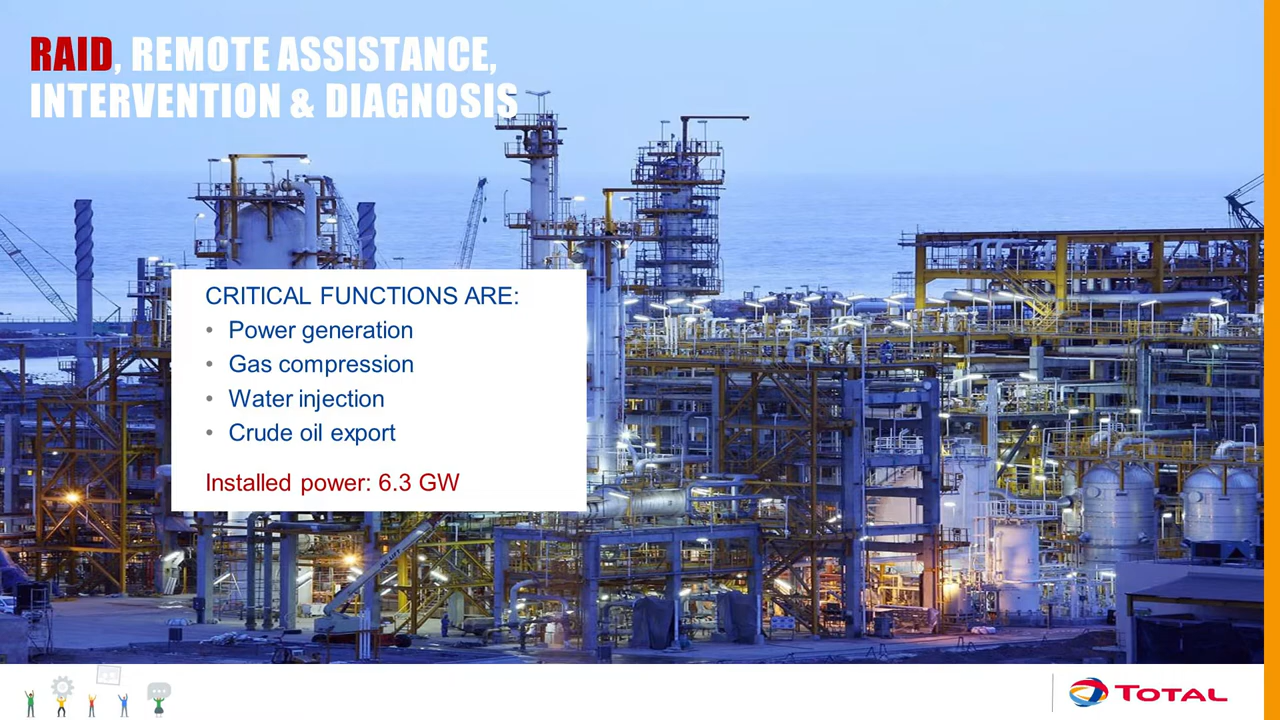 RAID, REMOTE ASSISTANCE,
INTERVENTION & DIAGNOSIS
CRITICAL FUNCTIONS ARE:
• Power generation
• Gas compression
• Water injection
• Crude oil export
Installed power: 6.3 GW
TOTAL